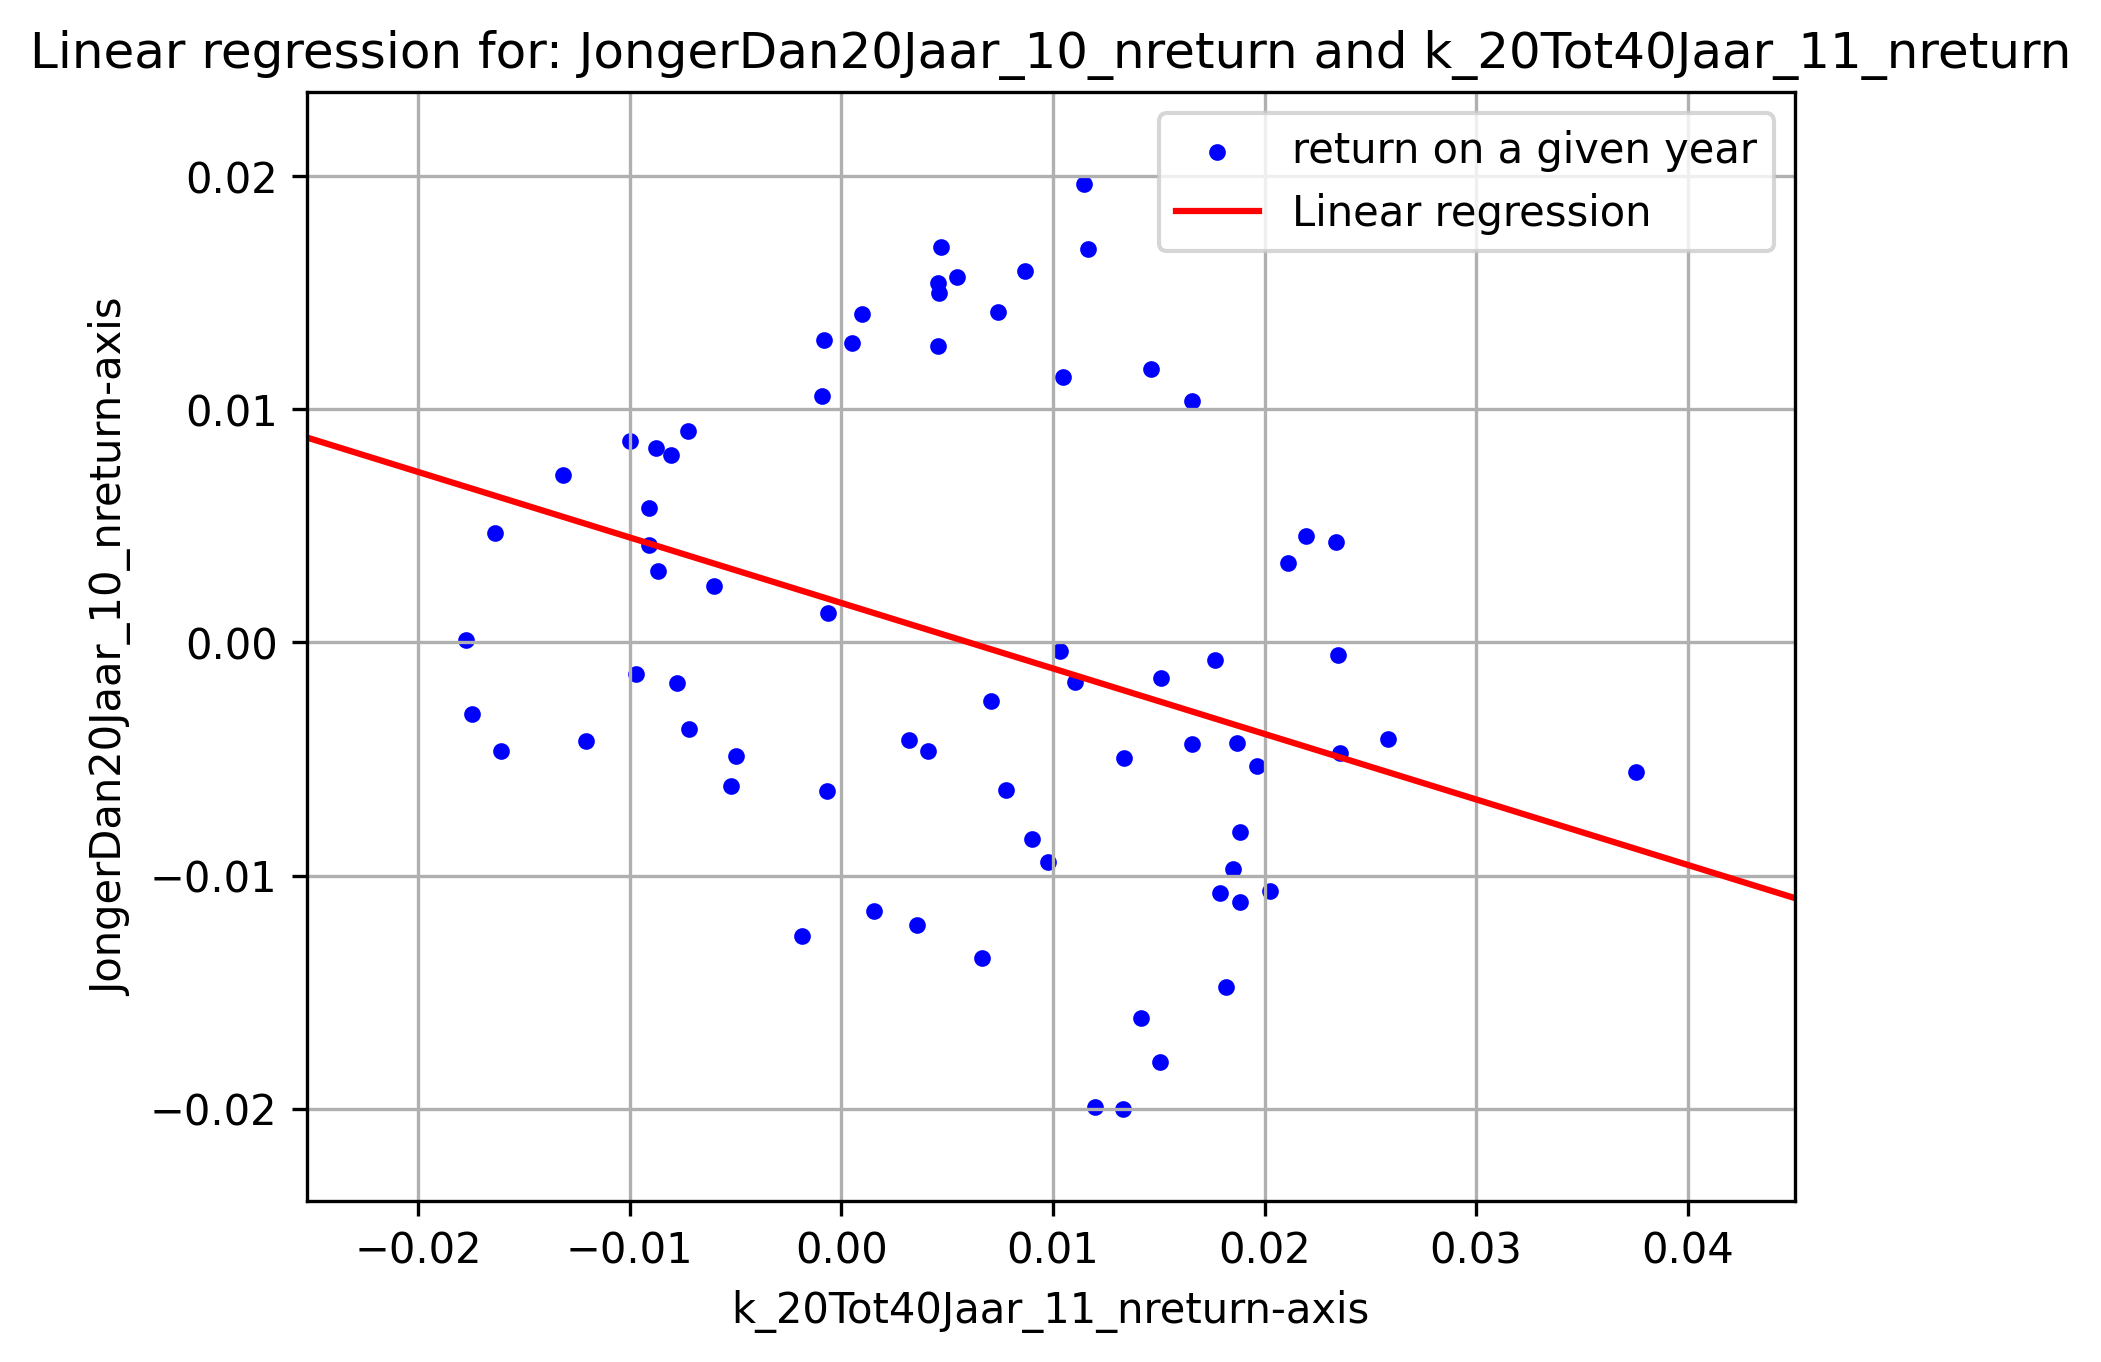 Linear regression for: JongerDan20Jaar_10_nreturn and k_20Tot40Jaar_11_nreturn
return on a given year
Linear regression
JongerDan20Jaar_10_nreturn-axis
0.02
0.01
0.00
−0.01
−0.02
−0.02 −0.01 0.00 0.01 0.02 0.03 0.04
k_20Tot40Jaar_11_nreturn-axis